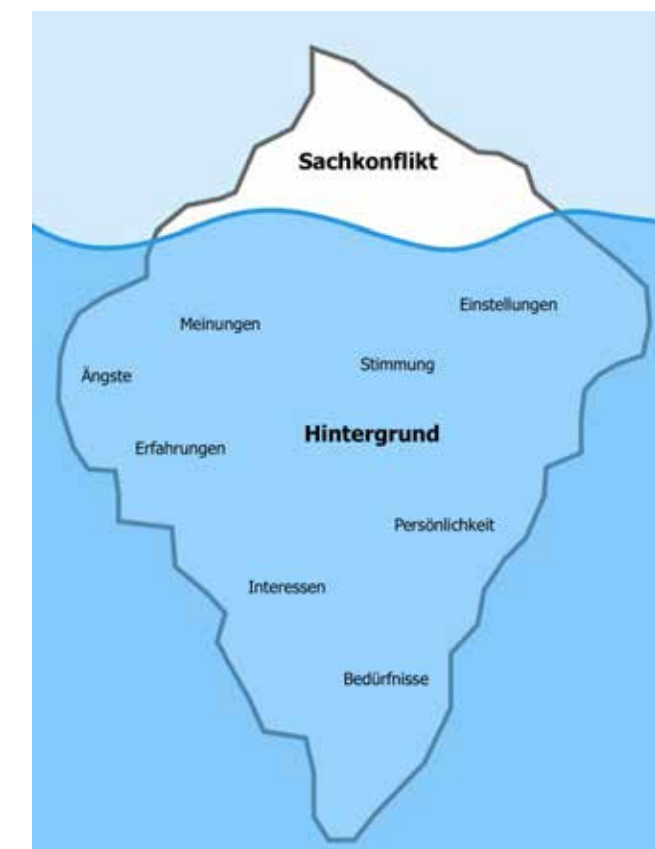 Sachkonflikt
Einstellungen
Meinungen
Stimmung
Ängste
Hintergrund
Erfahrungen
Persönlichkeit
Interessen
Bedürfnisse